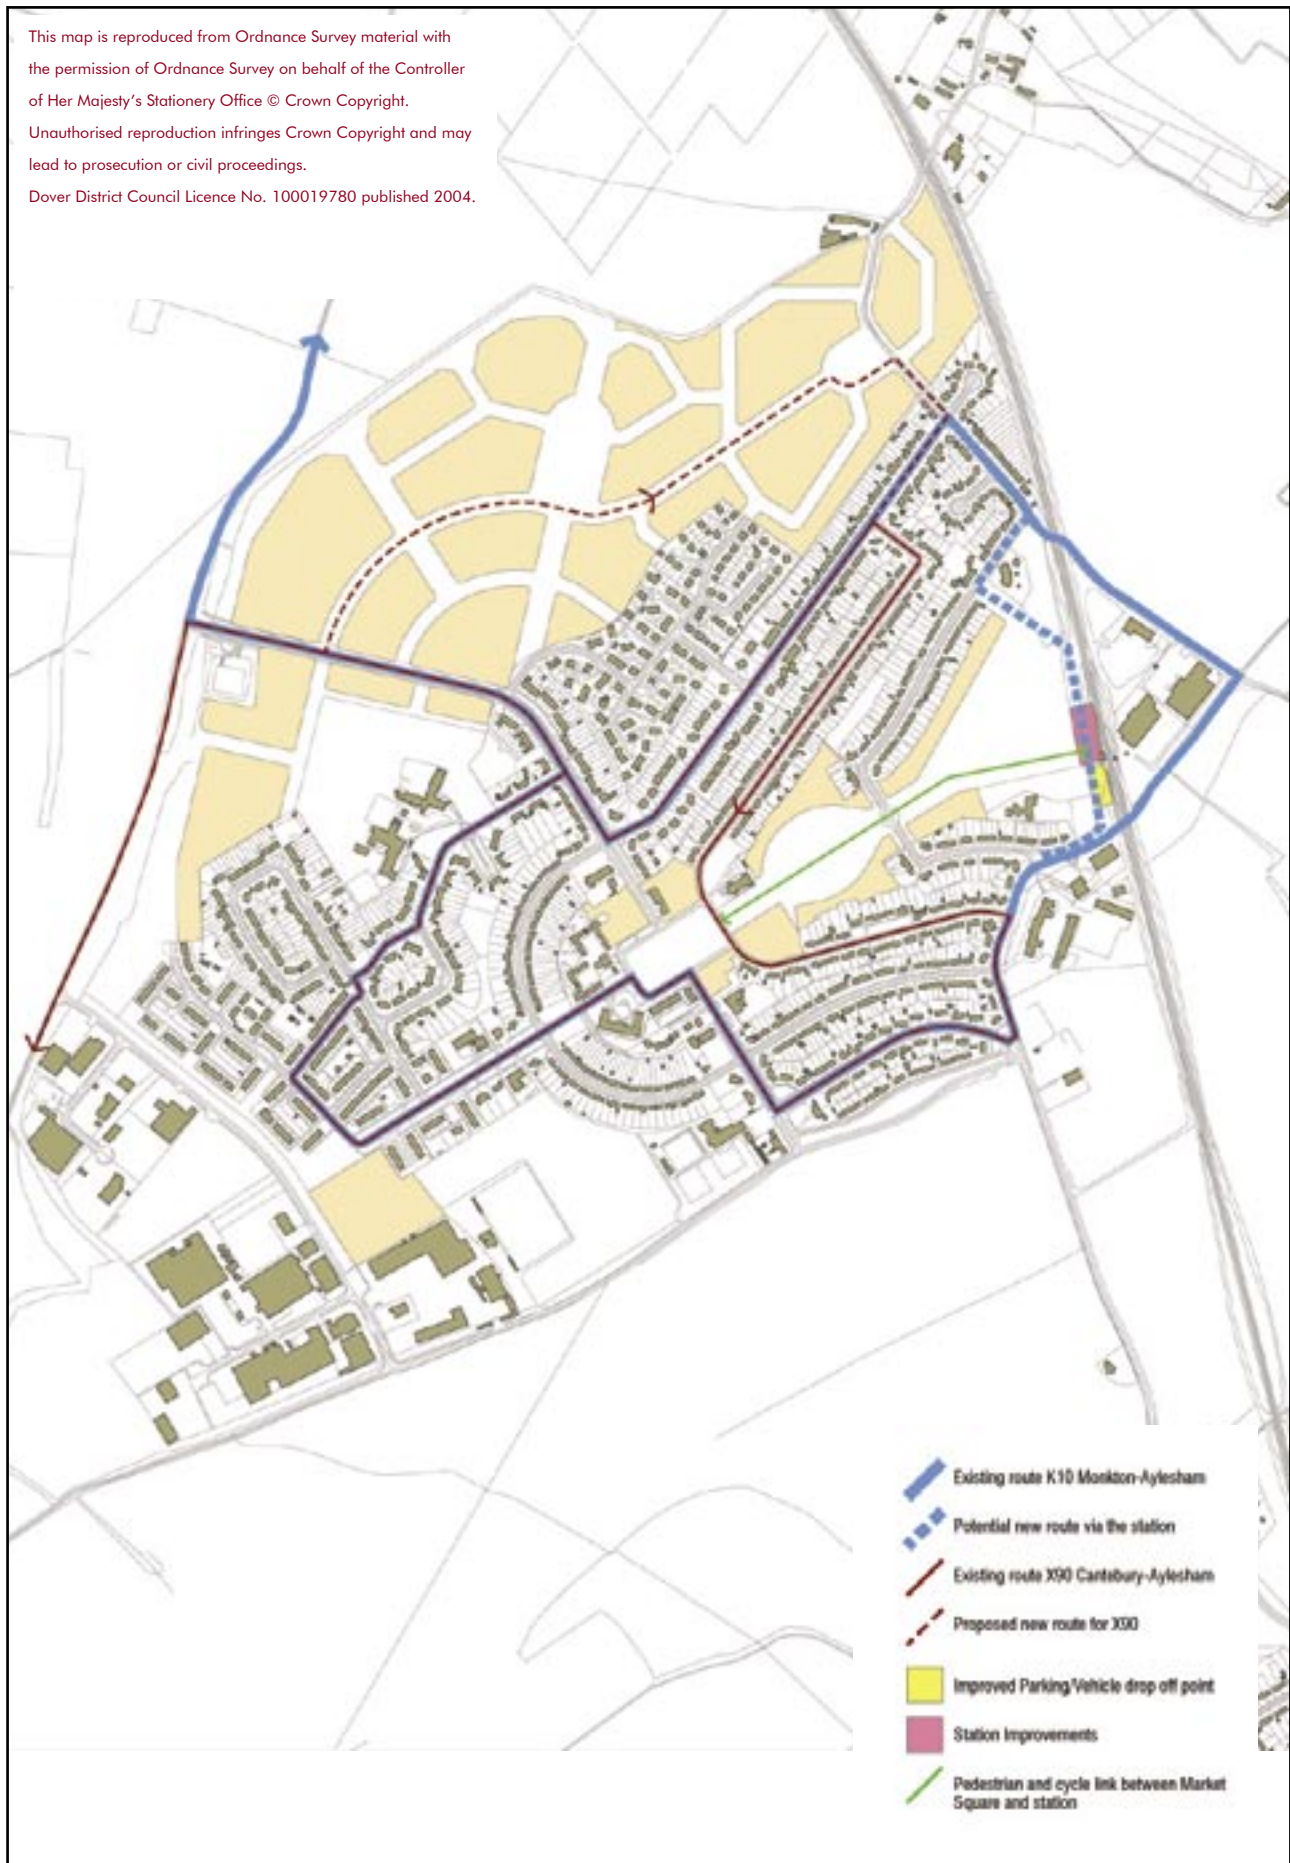 This map is reproduced from Ordnance Survey material with
the permission of Ordnance Survey on behalf of the Controller
of Her Majesty's Stationery Office © Crown Copyright.
Unauthorised reproduction infringes Crown Copyright and may
lead to prosecution or civil proceedings.
Dover District Council Licence No. 100019780 published 2004.
Existing route K10 Monkton-Aylesham
Potential new route via the station
Existing route X90 Cantebury-Aylesham
Proposed new route for X90
Improved Parking/Vehicle drop off point
Station Improvements
Pedestrian and cycle link between Market
Square and station